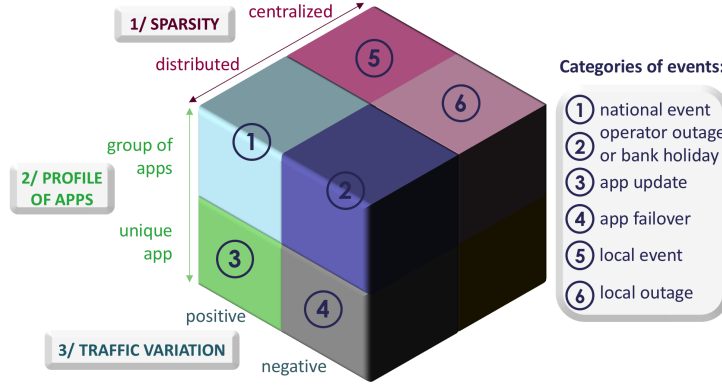 1/ SPARSITY
centralized
distributed
group of
apps
2/ PROFILE
OF APPS
unique
app
positive
3/ TRAFFIC VARIATION
negative
1
2
3
4
5
6
Categories of events:
1 national event
2 operator outage
or bank holiday
3 app update
4 app failover
5 local event
6 local outage